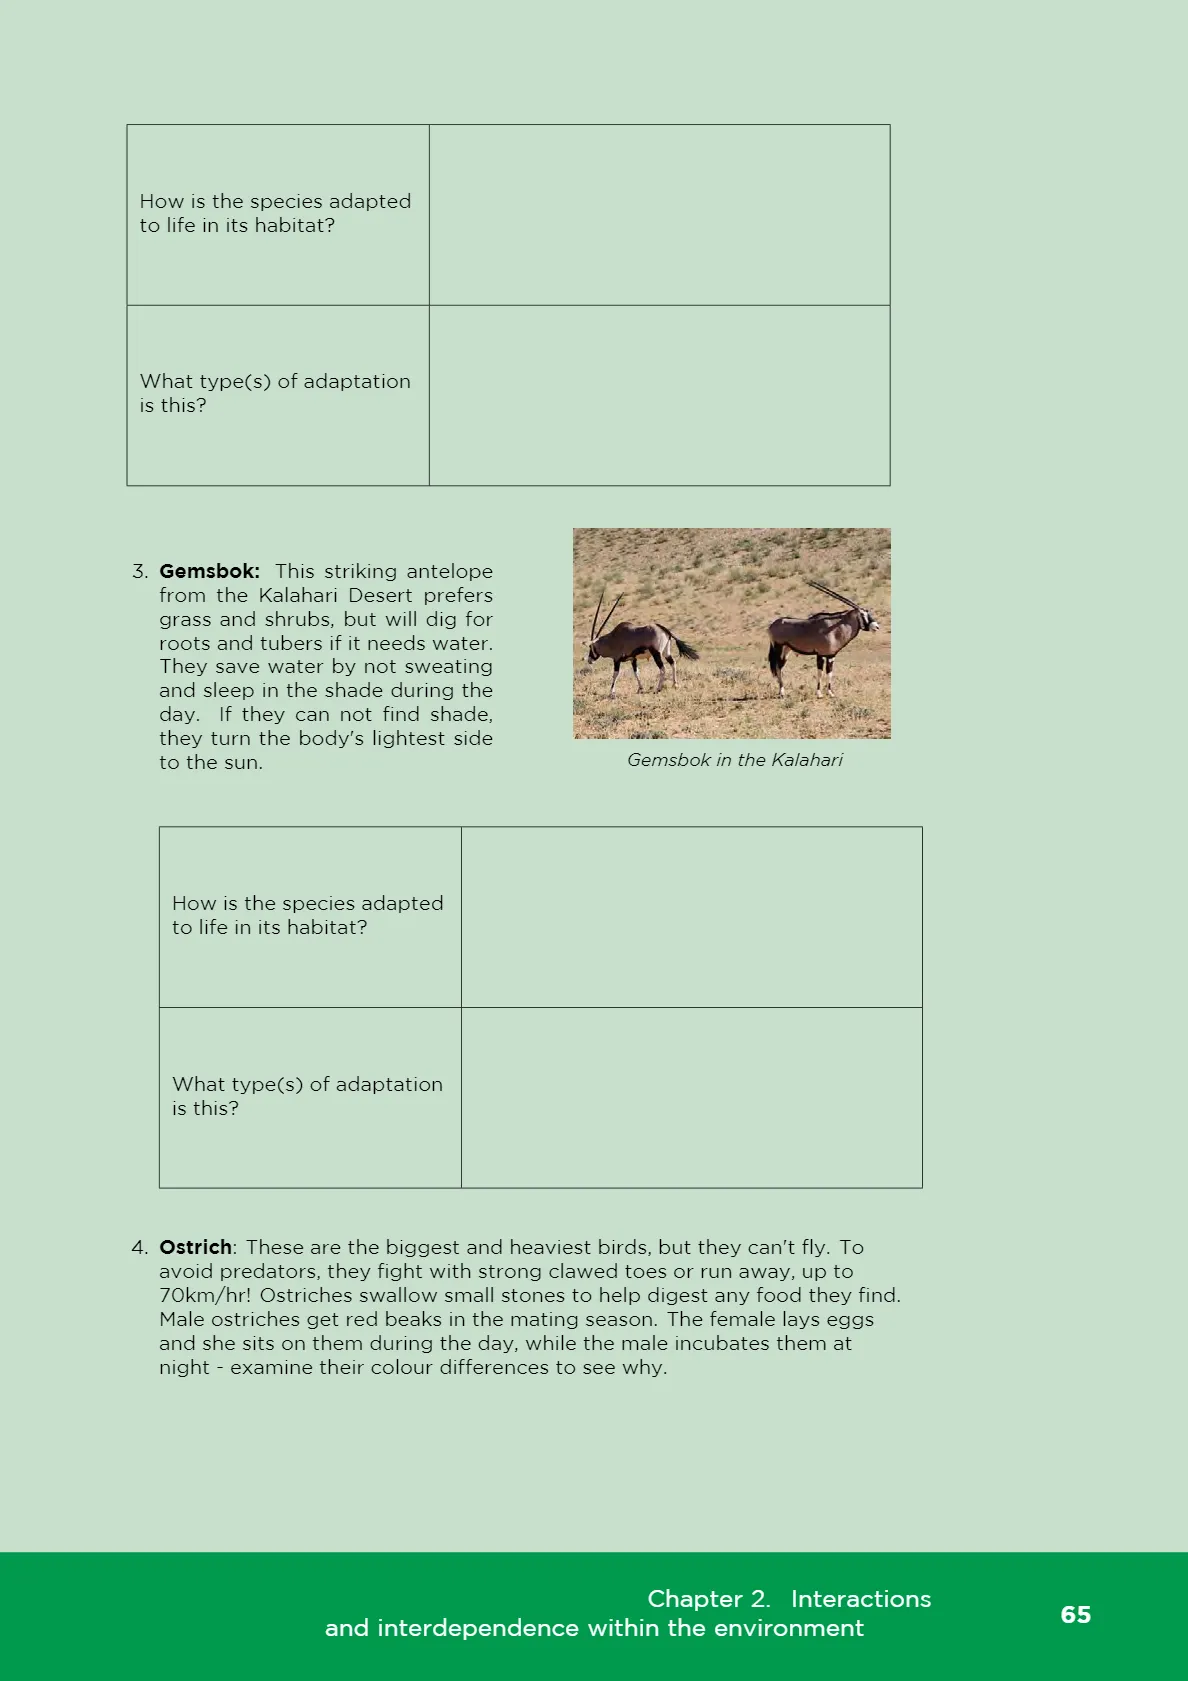 How is the species adapted
to life in its habitat?
What type(s) of adaptation
is this?
3. Gemsbok: This striking antelope
from the Kalahari Desert prefers
grass and shrubs, but will dig for
roots and tubers if it needs water.
They save water by not sweating
and sleep in the shade during the
day. If they can not find shade,
they turn the body's lightest side
to the sun.
Gemsbok in the Kalahari
How is the species adapted
to life in its habitat?
What type(s) of adaptation
is this?
4. Ostrich: These are the biggest and heaviest birds, but they can't fly. To
avoid predators, they fight with strong clawed toes or run away, up to
70km/hr! Ostriches swallow small stones to help digest any food they find.
Male ostriches get red beaks in the mating season. The female lays eggs
and she sits on them during the day, while the male incubates them at
night - examine their colour differences to see why.
Chapter 2. Interactions
and interdependence within the environment
65